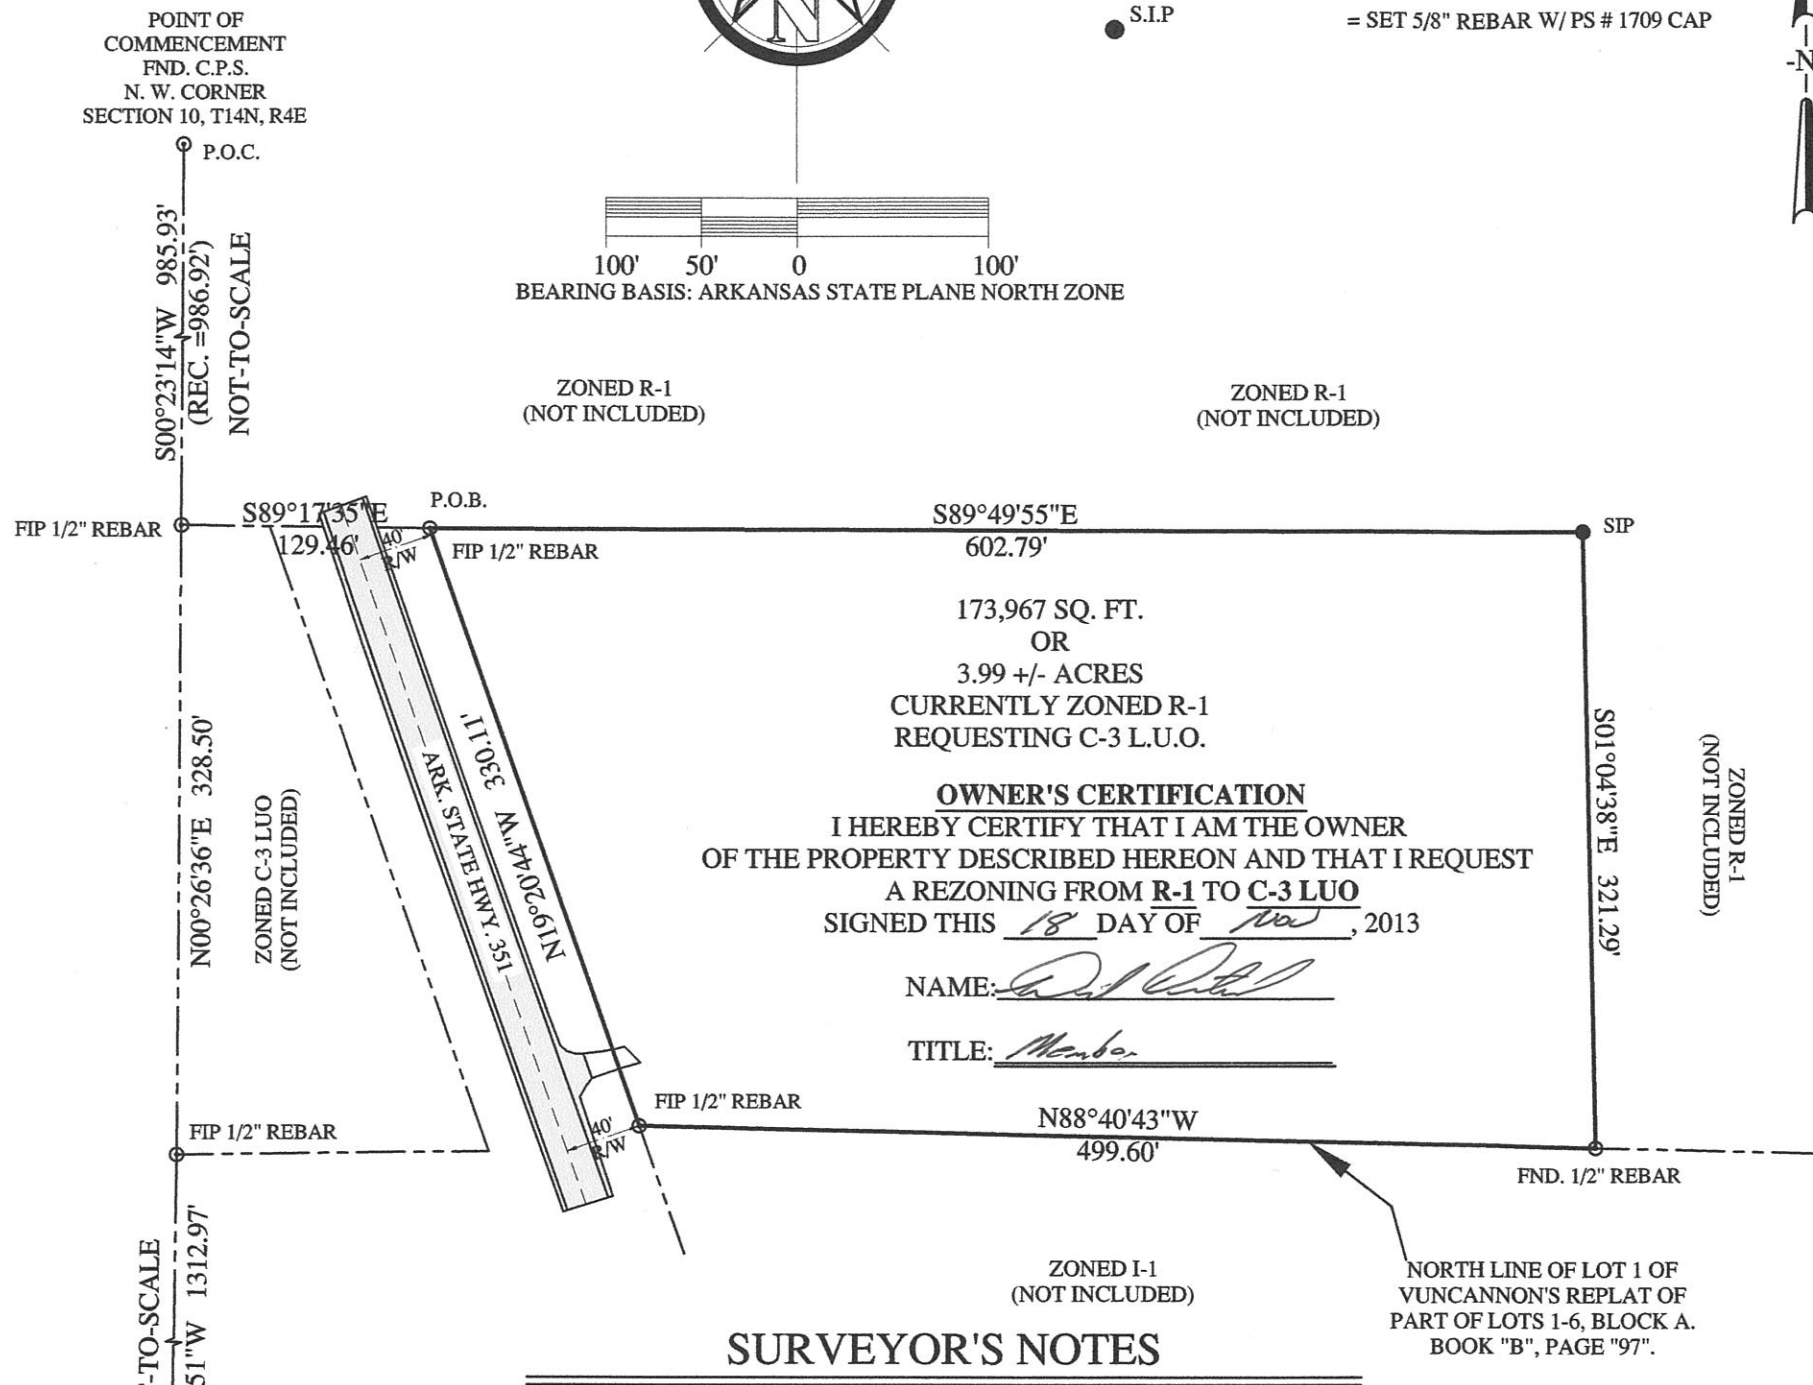 POINT OF
COMMENCEMENT
FND. C.P.S.
N. W. CORNER
SECTION 10, T14N, R4E
P.O.C.
N
S.I.P
= SET 5/8" REBAR W/ PS # 1709 CAP
-N
100' 50' 0 100'
BEARING BASIS: ARKANSAS STATE PLANE NORTH ZONE
S00°23'14"W 985.93'
(REC. =986.92')
NOT-TO-SCALE
ZONED R-1
(NOT INCLUDED)
ZONED R-1
(NOT INCLUDED)
FIP 1/2" REBAR
S89°17'35"E
129.46'
40'
R/W
P.O.B.
FIP 1/2" REBAR
S89°49'55"E
602.79'
SIP
173,967 SQ. FT.
OR
3.99 +/- ACRES
CURRENTLY ZONED R-1
REQUESTING C-3 L.U.O.
OWNER'S CERTIFICATION
I HEREBY CERTIFY THAT I AM THE OWNER
OF THE PROPERTY DESCRIBED HEREON AND THAT I REQUEST
A REZONING FROM R-1 TO C-3 LUO
SIGNED THIS 18 DAY OF Nov, 2013
NAME:
TITLE: Member
N00°26'36"E 328.50'
ZONED C-3 LUO
(NOT INCLUDED)
ARK. STATE HWY. 351
N19°20'44"W 330.11'
S01°04'38"E 321.29'
ZONED R-1
(NOT INCLUDED)
FIP 1/2" REBAR
40'
R/W
FIP 1/2" REBAR
N88°40'43"W
499.60'
FND. 1/2" REBAR
-TO-SCALE
51"W 1312.97'
ZONED I-1
(NOT INCLUDED)
NORTH LINE OF LOT 1 OF
VUNCANNON'S REPLAT OF
PART OF LOTS 1-6, BLOCK A.
BOOK "B", PAGE "97".
SURVEYOR'S NOTES